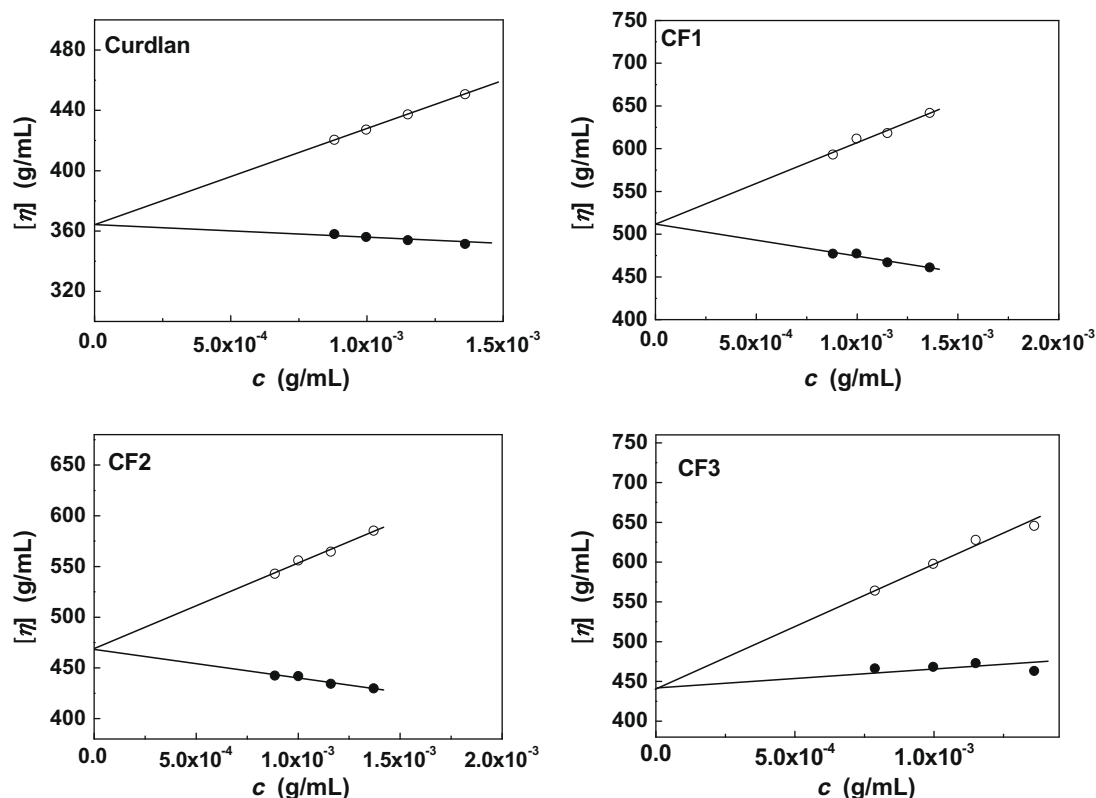 Curdlan
480
440
400
360
320
[η] (g/mL)
0.0
5.0x10⁻⁴
1.0x10⁻³
1.5x10⁻³
c (g/mL)
CF1
750
700
650
600
550
500
450
400
[η] (g/mL)
0.0
5.0x10⁻⁴
1.0x10⁻³
1.5x10⁻³
2.0x10⁻³
c (g/mL)
CF2
650
600
550
500
450
400
[η] (g/mL)
0.0
5.0x10⁻⁴
1.0x10⁻³
1.5x10⁻³
2.0x10⁻³
c (g/mL)
CF3
750
700
650
600
550
500
450
400
[η] (g/mL)
0.0
5.0x10⁻⁴
1.0x10⁻³
c (g/mL)